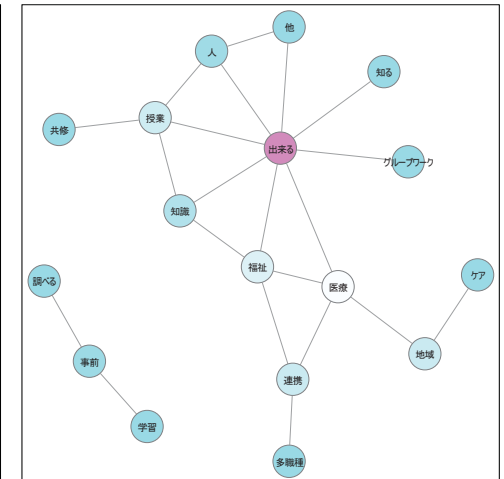 他
人
知る
授業
共修
出来る
グループワーク
知識
福祉
ケア
調べる
医療
地域
事前
連携
学習
多職種